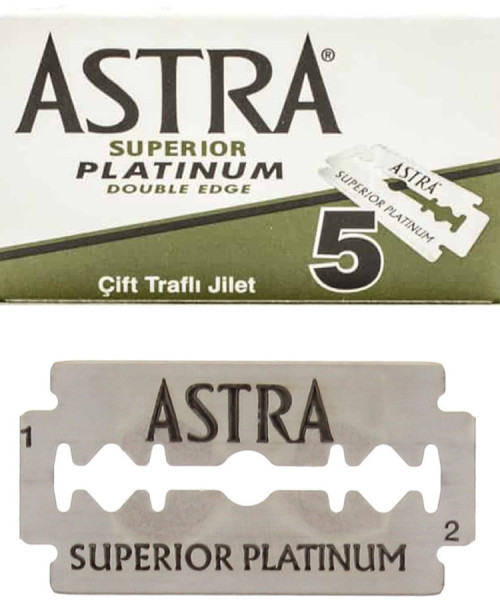 ASTRA®
SUPERIOR
PLATINUM
DOUBLE EDGE
ASTRA®
SUPERIOR PLATINUM
5
Çift Traflı Jilet
ASTRA
1
2
SUPERIOR PLATINUM